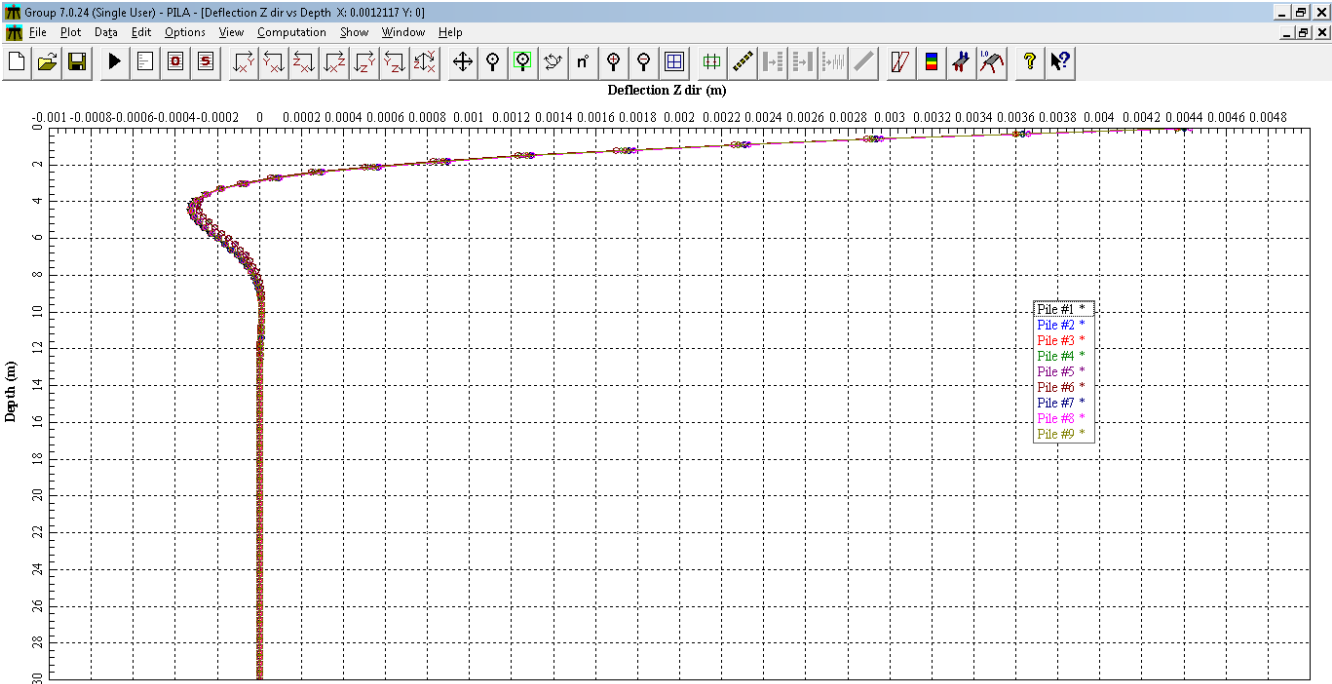 Group 7.0.24 (Single User) - PILA - [Deflection Z dir vs Depth X: 0.0012117 Y: 0]
File Plot Data Edit Options View Computation Show Window Help
Deflection Z dir (m)
-0.001 -0.0008 -0.0006 -0.0004 -0.0002 0 0.0002 0.0004 0.0006 0.0008 0.001 0.0012 0.0014 0.0016 0.0018 0.002 0.0022 0.0024 0.0026 0.0028 0.003 0.0032 0.0034 0.0036 0.0038 0.004 0.0042 0.0044 0.0046 0.0048
0
2
4
6
8
10
12
14
16
18
20
22
24
26
28
30
Depth (m)
Pile #1 *
Pile #2 *
Pile #3 *
Pile #4 *
Pile #5 *
Pile #6 *
Pile #7 *
Pile #8 *
Pile #9 *